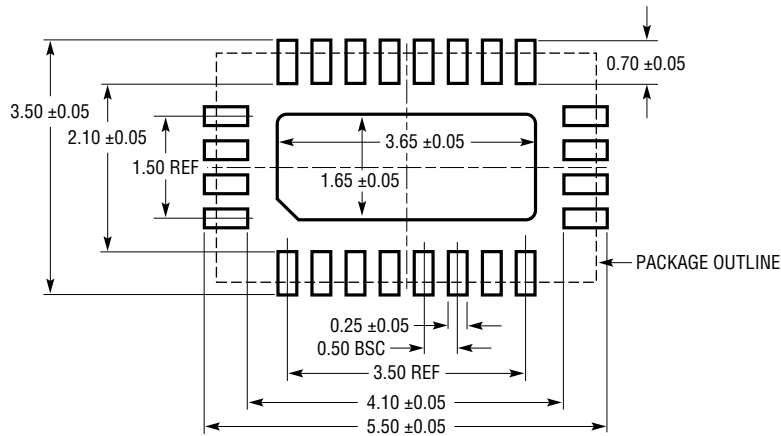 0.70 ±0.05
3.50 ±0.05
2.10 ±0.05
3.65 ±0.05
1.50 REF
1.65 ±0.05
PACKAGE OUTLINE
0.25 ±0.05
0.50 BSC
3.50 REF
4.10 ±0.05
5.50 ±0.05